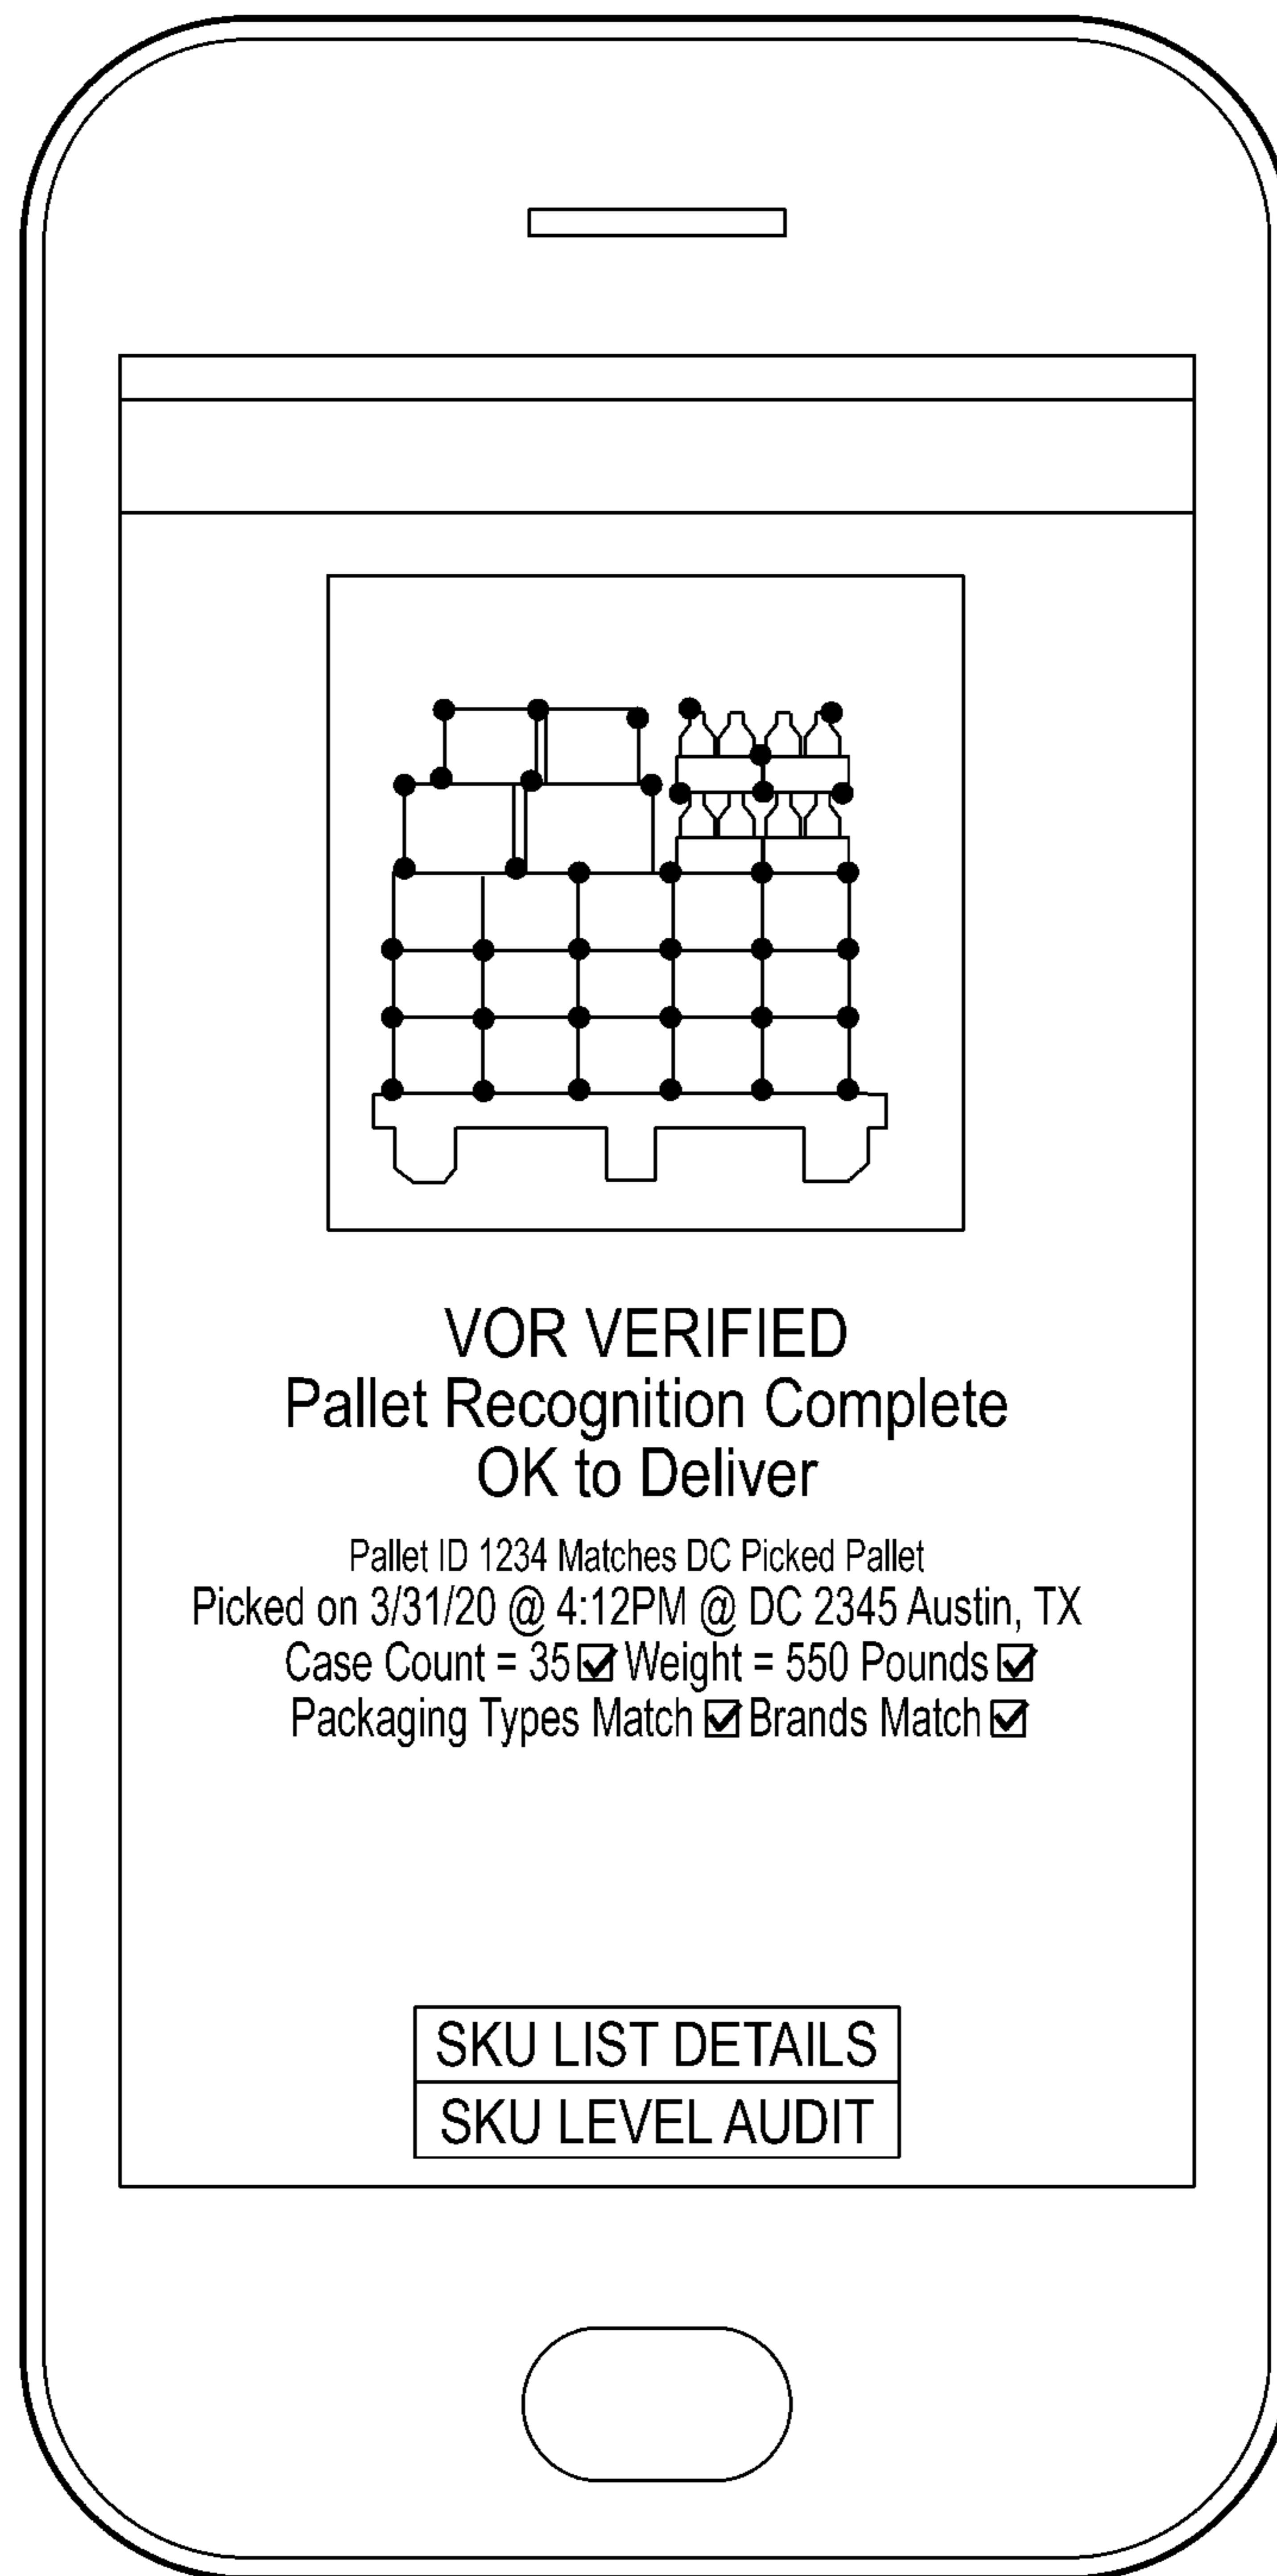 VOR VERIFIED
Pallet Recognition Complete
OK to Deliver
Pallet ID 1234 Matches DC Picked Pallet
Picked on 3/31/20 @ 4:12PM @ DC 2345 Austin, TX
Case Count = 35 ☑ Weight = 550 Pounds ☑
Packaging Types Match ☑ Brands Match ☑
SKU LIST DETAILS
SKU LEVEL AUDIT